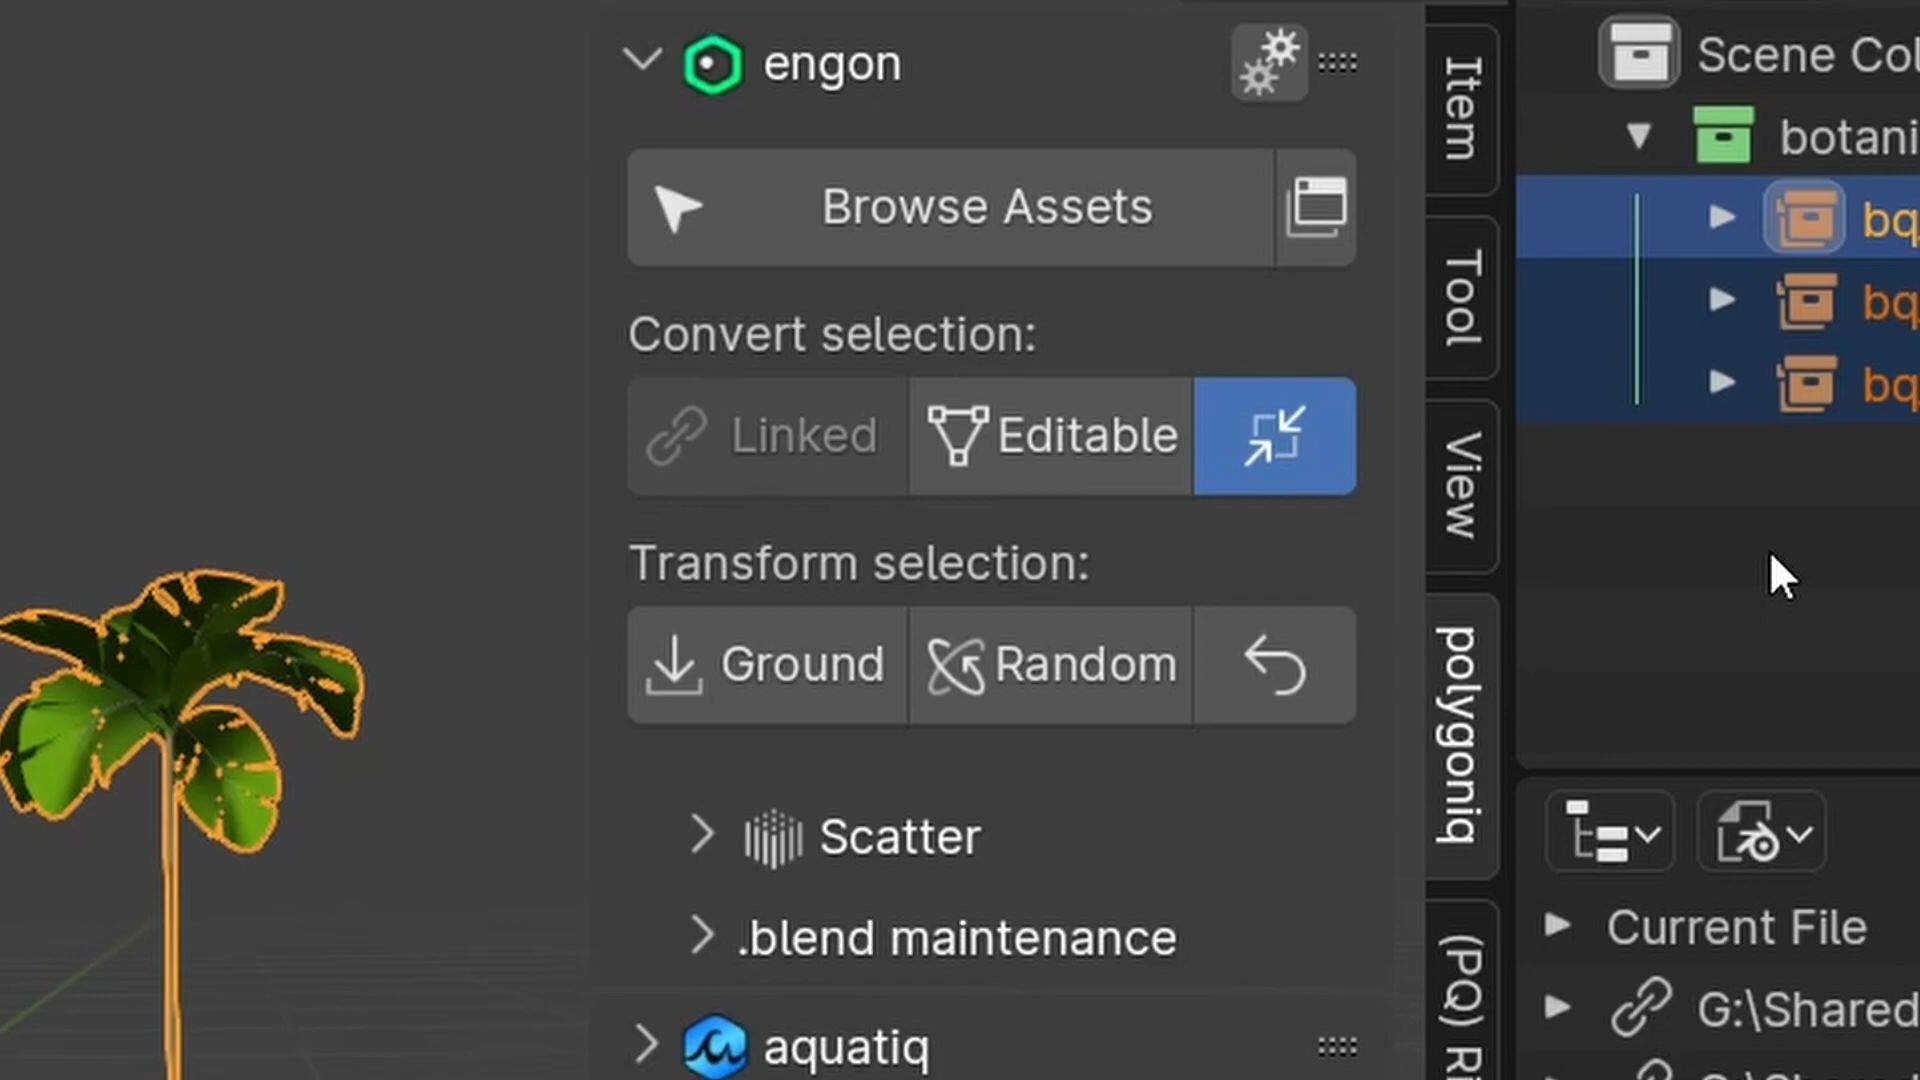 engon
Browse Assets
Convert selection:
Linked
Editable
Transform selection:
Ground
Random
Scatter
.blend maintenance
aquatiq
Item
Tool
View
polygoniq
(PQ)
Scene Col
botani
bq
bq
bq
Current File
G:\Shared